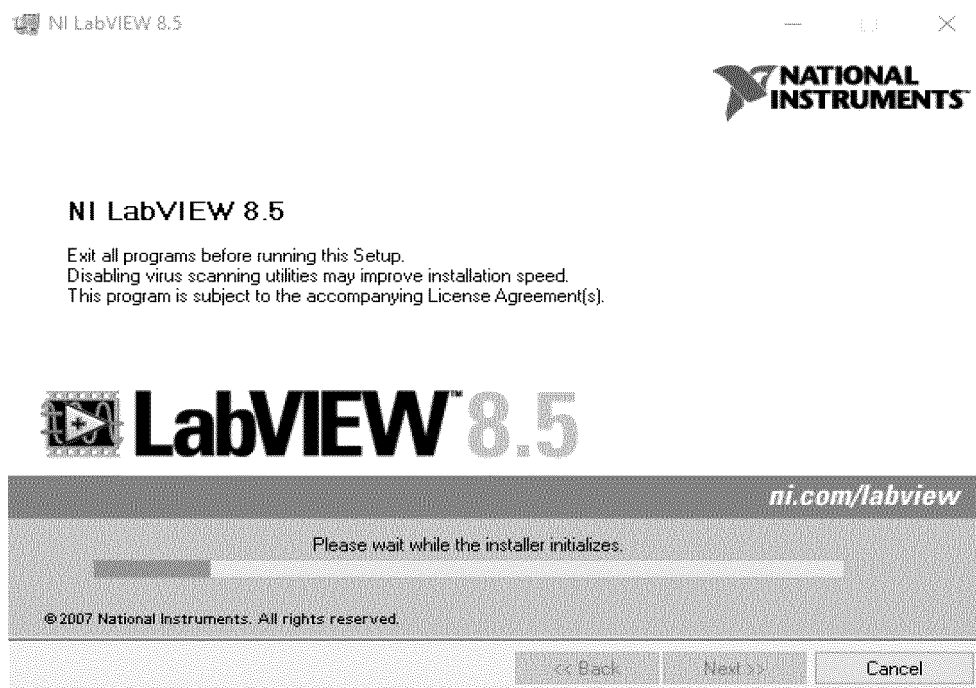 NI LabVIEW 8.5
NATIONAL
INSTRUMENTS™
NI LabVIEW 8.5
Exit all programs before running this Setup.
Disabling virus scanning utilities may improve installation speed.
This program is subject to the accompanying License Agreement(s).
LabVIEW™ 8.5
ni.com/labview
Please wait while the installer initializes.
©2007 National Instruments. All rights reserved.
<< Back Next >> Cancel